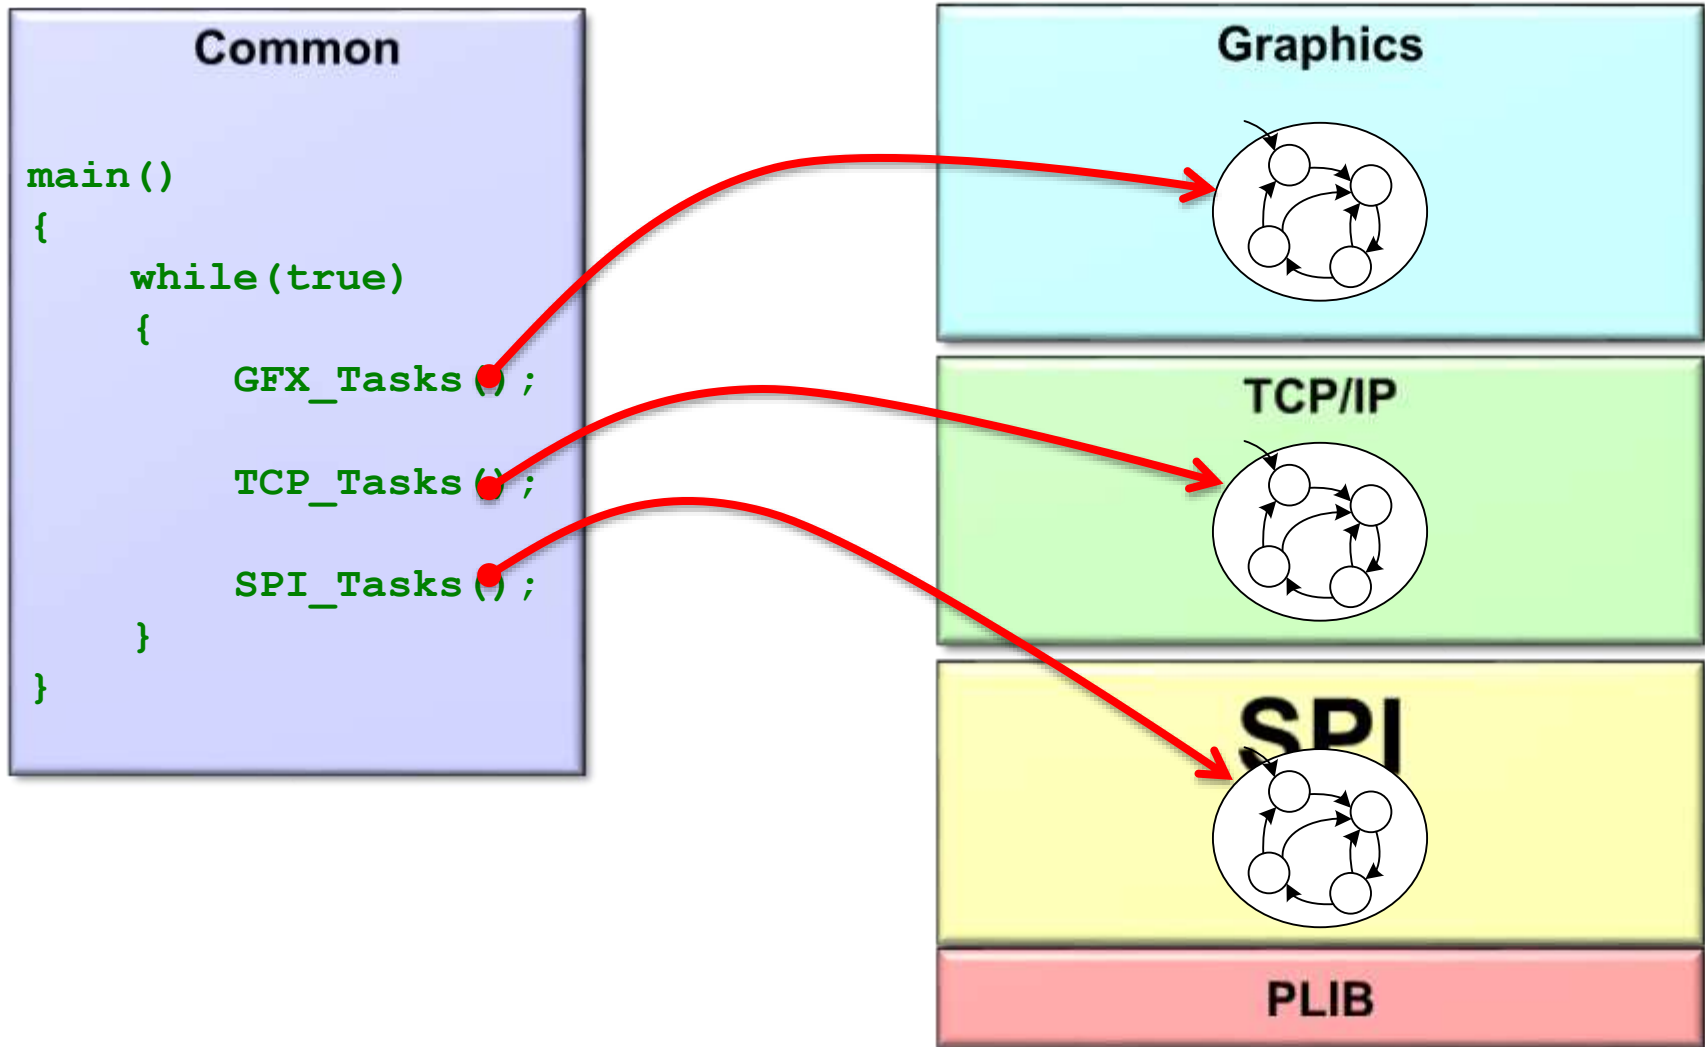 Common
main()
{
while(true)
{
GFX_Tasks();
TCP_Tasks();
SPI_Tasks();
}
}
Graphics
TCP/IP
SPI
PLIB